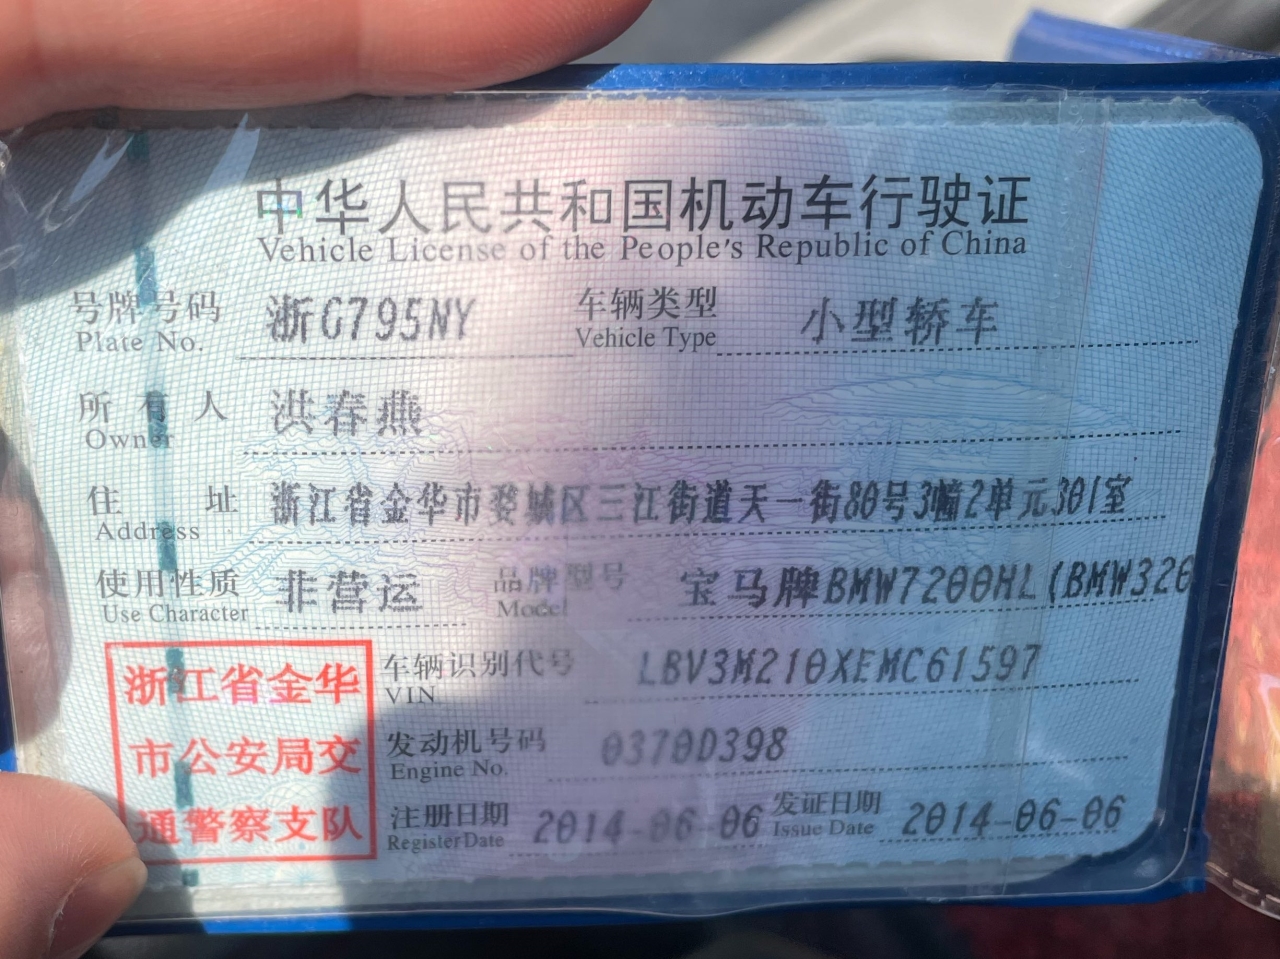 中华人民共和国机动车行驶证
Vehicle License of the People's Republic of China
号牌号码 浙G795NY 车辆类型 小型轿车
Plate No. Vehicle Type
所有人 洪春燕
Owner
住址 浙江省金华市婺城区三江街道天一街80号3幢2单元301室
Address
使用性质 非营运 品牌型号 宝马牌BMW7200HL(BMW320
Use Character Model
车辆识别代号 LBV3M210XEMC61597
VIN
发动机号码 0370D398
Engine No.
注册日期 2014-06-06 发证日期 2014-06-06
Register Date Issue Date
浙江省金华
市公安局交
通警察支队